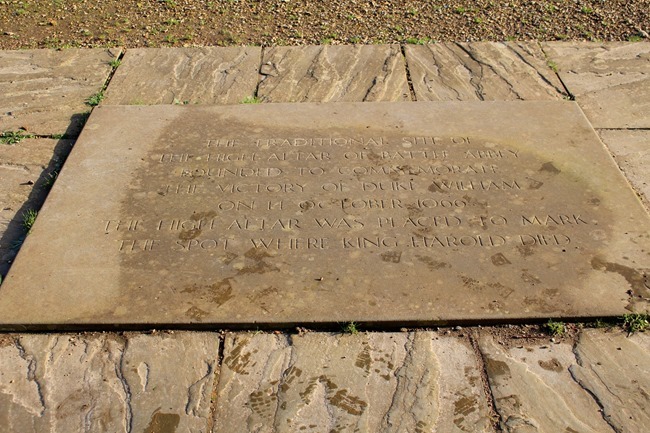 THE TRADITIONAL SITE OF
THE HIGH ALTAR OF BATTLE ABBEY
FOUNDED TO COMMEMORATE
THE VICTORY OF DUKE WILLIAM
ON 14 OCTOBER 1066
THE HIGH ALTAR WAS PLACED TO MARK
THE SPOT WHERE KING HAROLD DIED